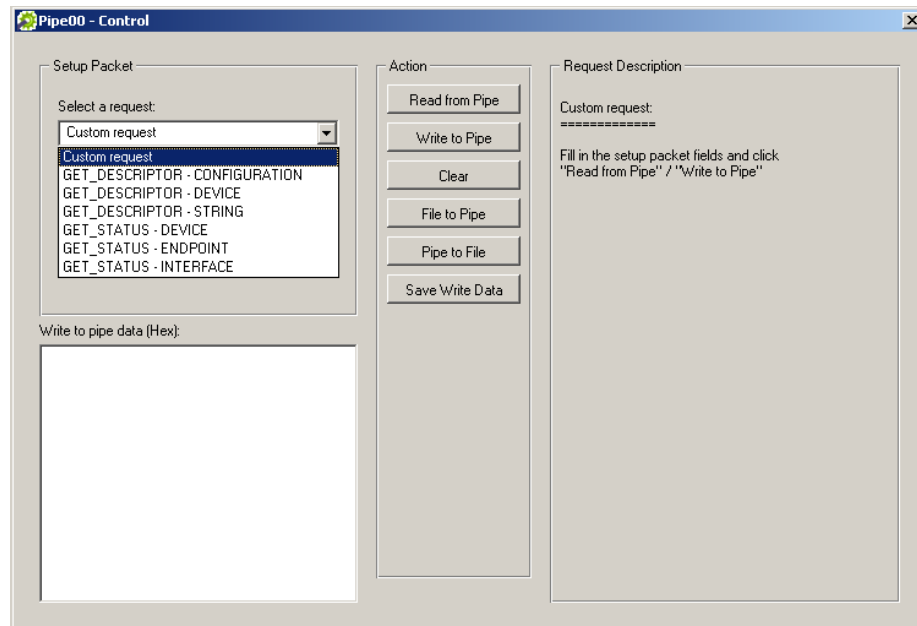 Pipe00 - Control
Setup Packet
Select a request:
Custom request
Custom request
GET_DESCRIPTOR - CONFIGURATION
GET_DESCRIPTOR - DEVICE
GET_DESCRIPTOR - STRING
GET_STATUS - DEVICE
GET_STATUS - ENDPOINT
GET_STATUS - INTERFACE
Write to pipe data (Hex):
Action
Read from Pipe
Write to Pipe
Clear
File to Pipe
Pipe to File
Save Write Data
Request Description
Custom request:
=============
Fill in the setup packet fields and click
"Read from Pipe" / "Write to Pipe"